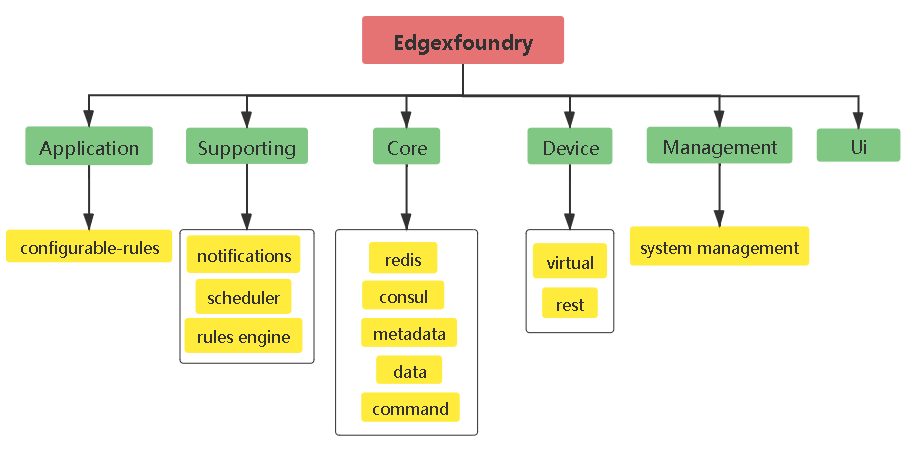 Edgexfoundry
Application
Supporting
Core
Device
Management
Ui
configurable-rules
notifications
scheduler
rules engine
redis
consul
metadata
data
command
virtual
rest
system management